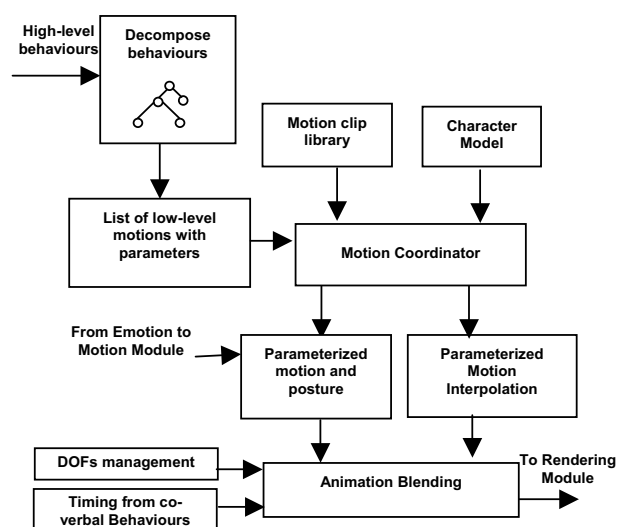 High-level
behaviours
Decompose
behaviours
Motion clip
library
Character
Model
List of low-level
motions with
parameters
Motion Coordinator
From Emotion to
Motion Module
Parameterized
motion and
posture
Parameterized
Motion
Interpolation
DOFs management
Timing from co-
verbal Behaviours
Animation Blending
To Rendering
Module